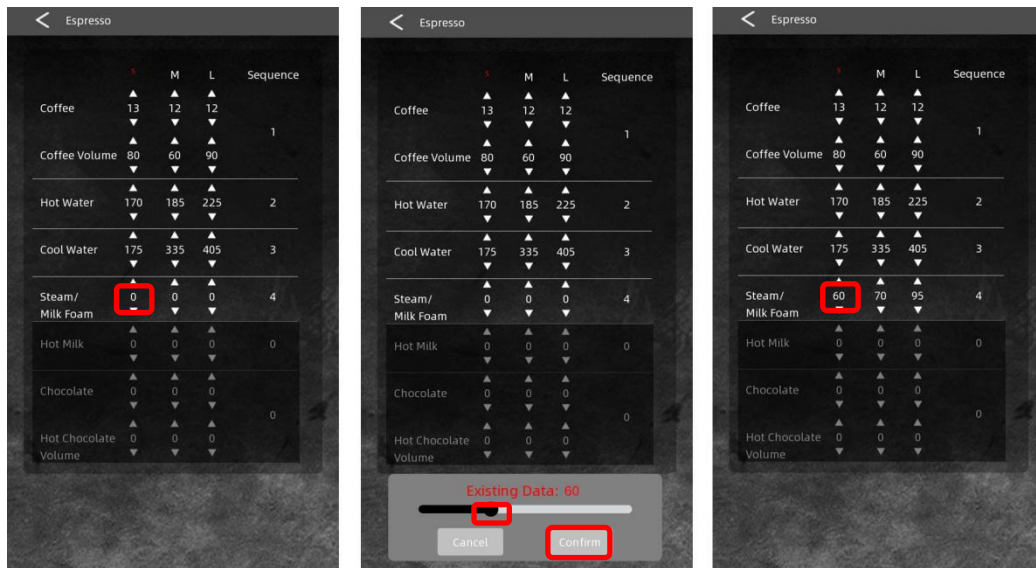 Espresso
S M L Sequence
Coffee 13 12 12
1
Coffee Volume 80 60 90
Hot Water 170 185 225 2
Cool Water 175 335 405 3
Steam/ 0 0 0 4
Milk Foam
Hot Milk 0 0 0 0
Chocolate 0 0 0
0
Hot Chocolate 0 0 0
Volume
Espresso
S M L Sequence
Coffee 13 12 12
1
Coffee Volume 80 60 90
Hot Water 170 185 225 2
Cool Water 175 335 405 3
Steam/ 0 0 0 4
Milk Foam
Hot Milk 0 0 0 0
Chocolate 0 0 0
0
Hot Chocolate 0 0 0
Volume
Existing Data: 60
Cancel Confirm
Espresso
S M L Sequence
Coffee 13 12 12
1
Coffee Volume 80 60 90
Hot Water 170 185 225 2
Cool Water 175 335 405 3
Steam/ 60 70 95 4
Milk Foam
Hot Milk 0 0 0 0
Chocolate 0 0 0
0
Hot Chocolate 0 0 0
Volume